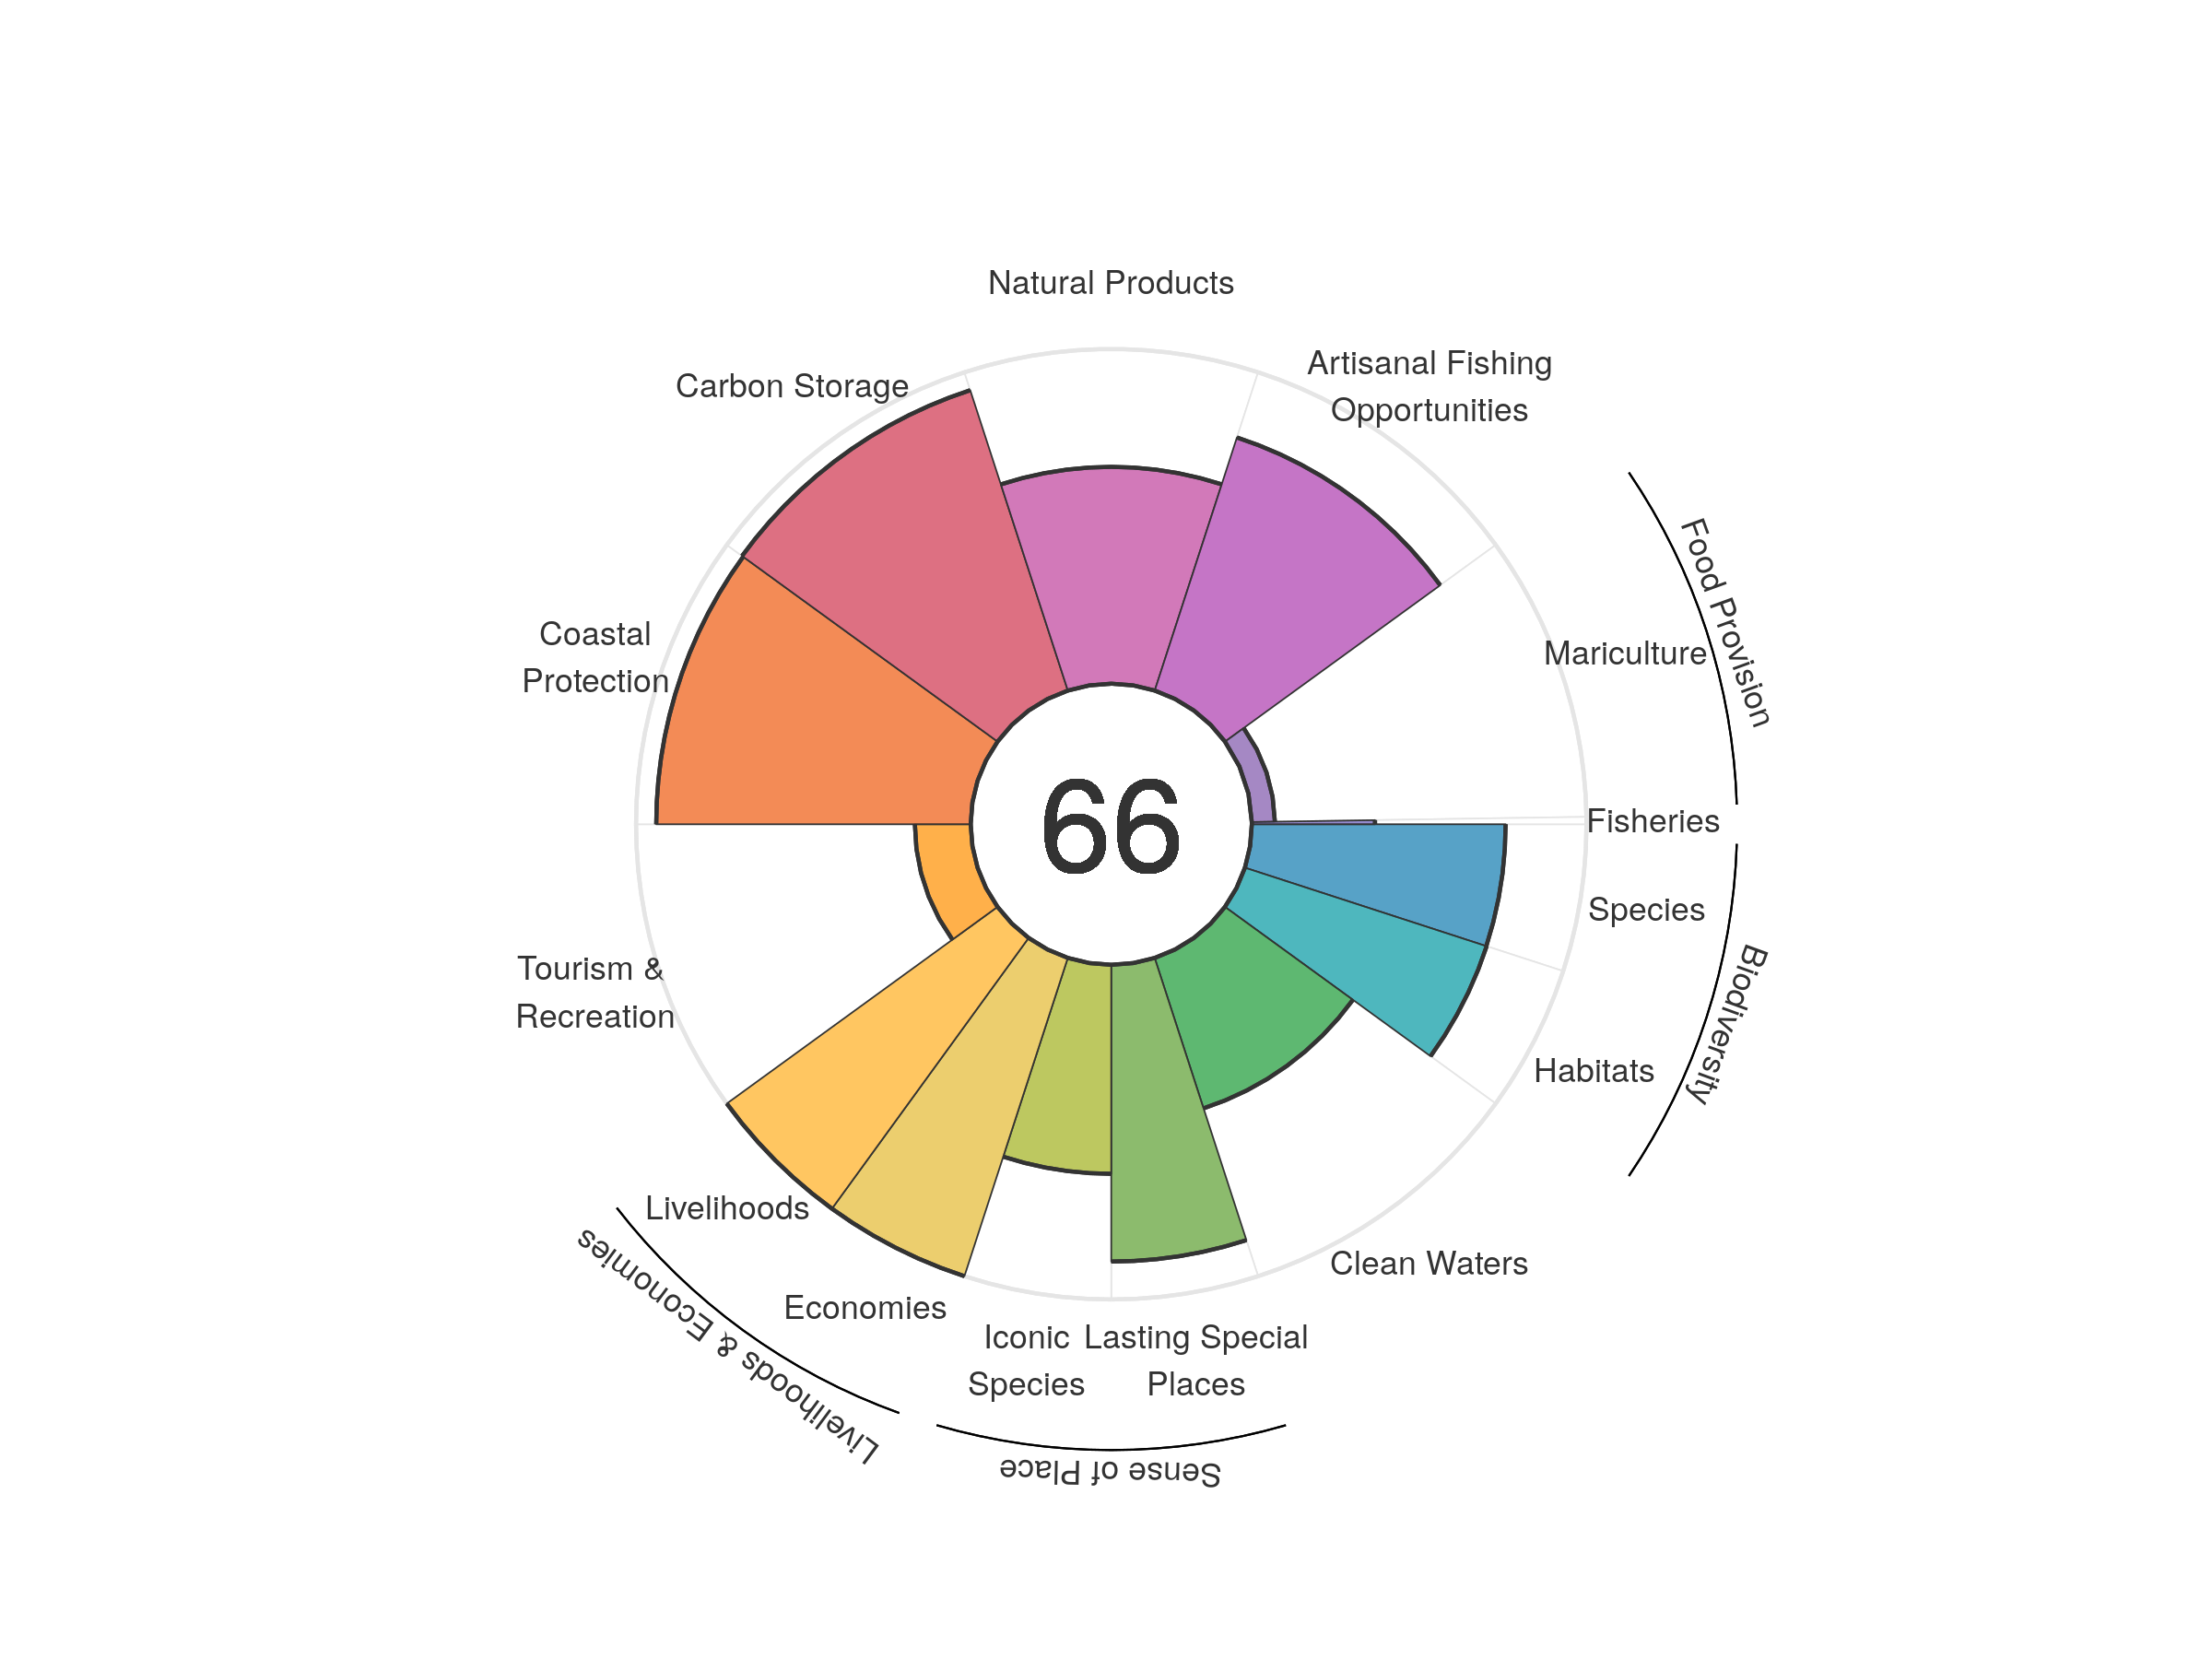 Natural Products
Artisanal Fishing
Opportunities
Carbon Storage
Food Provision
Coastal
Protection
Mariculture
66
Fisheries
Species
Tourism &
Recreation
Biodiversity
Habitats
Livelihoods
Clean Waters
Economies
Livelihoods & Economies
Iconic
Species
Lasting Special
Places
Sense of Place